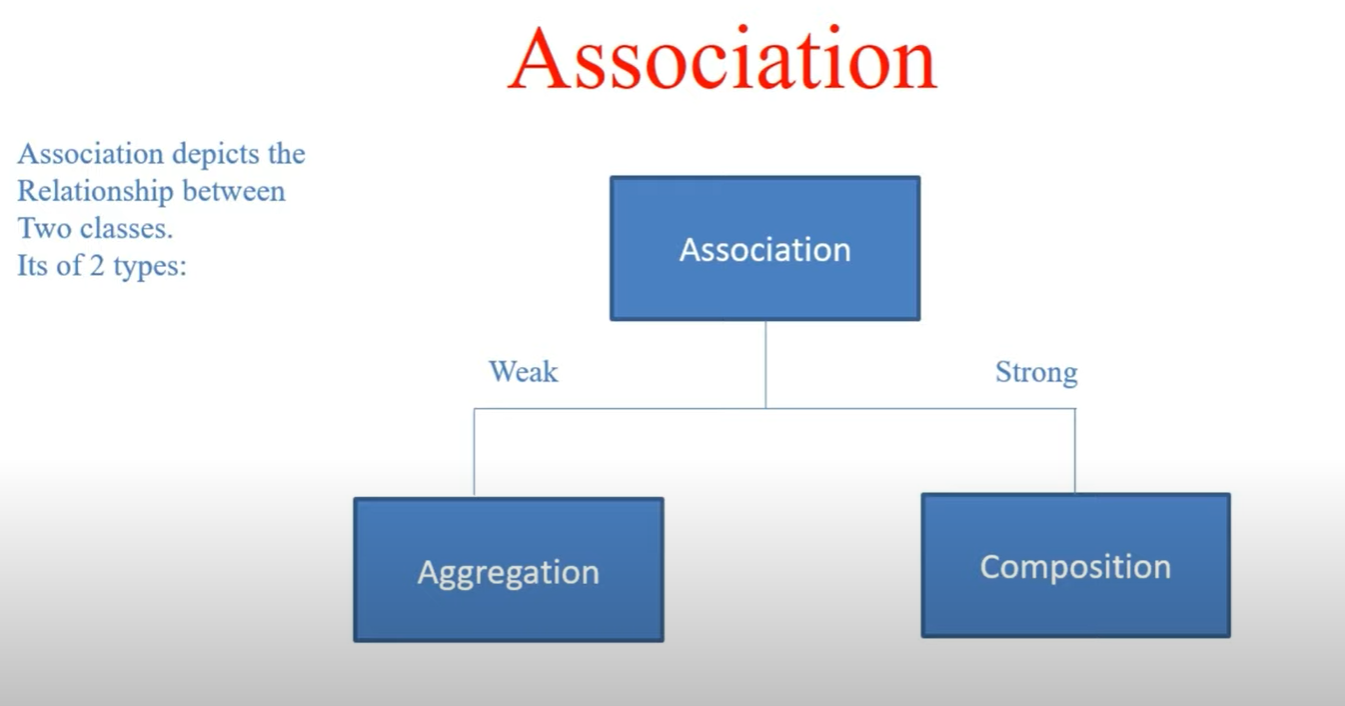 Association
Association depicts the
Relationship between
Two classes.
Its of 2 types:
Association
Weak
Strong
Aggregation
Composition